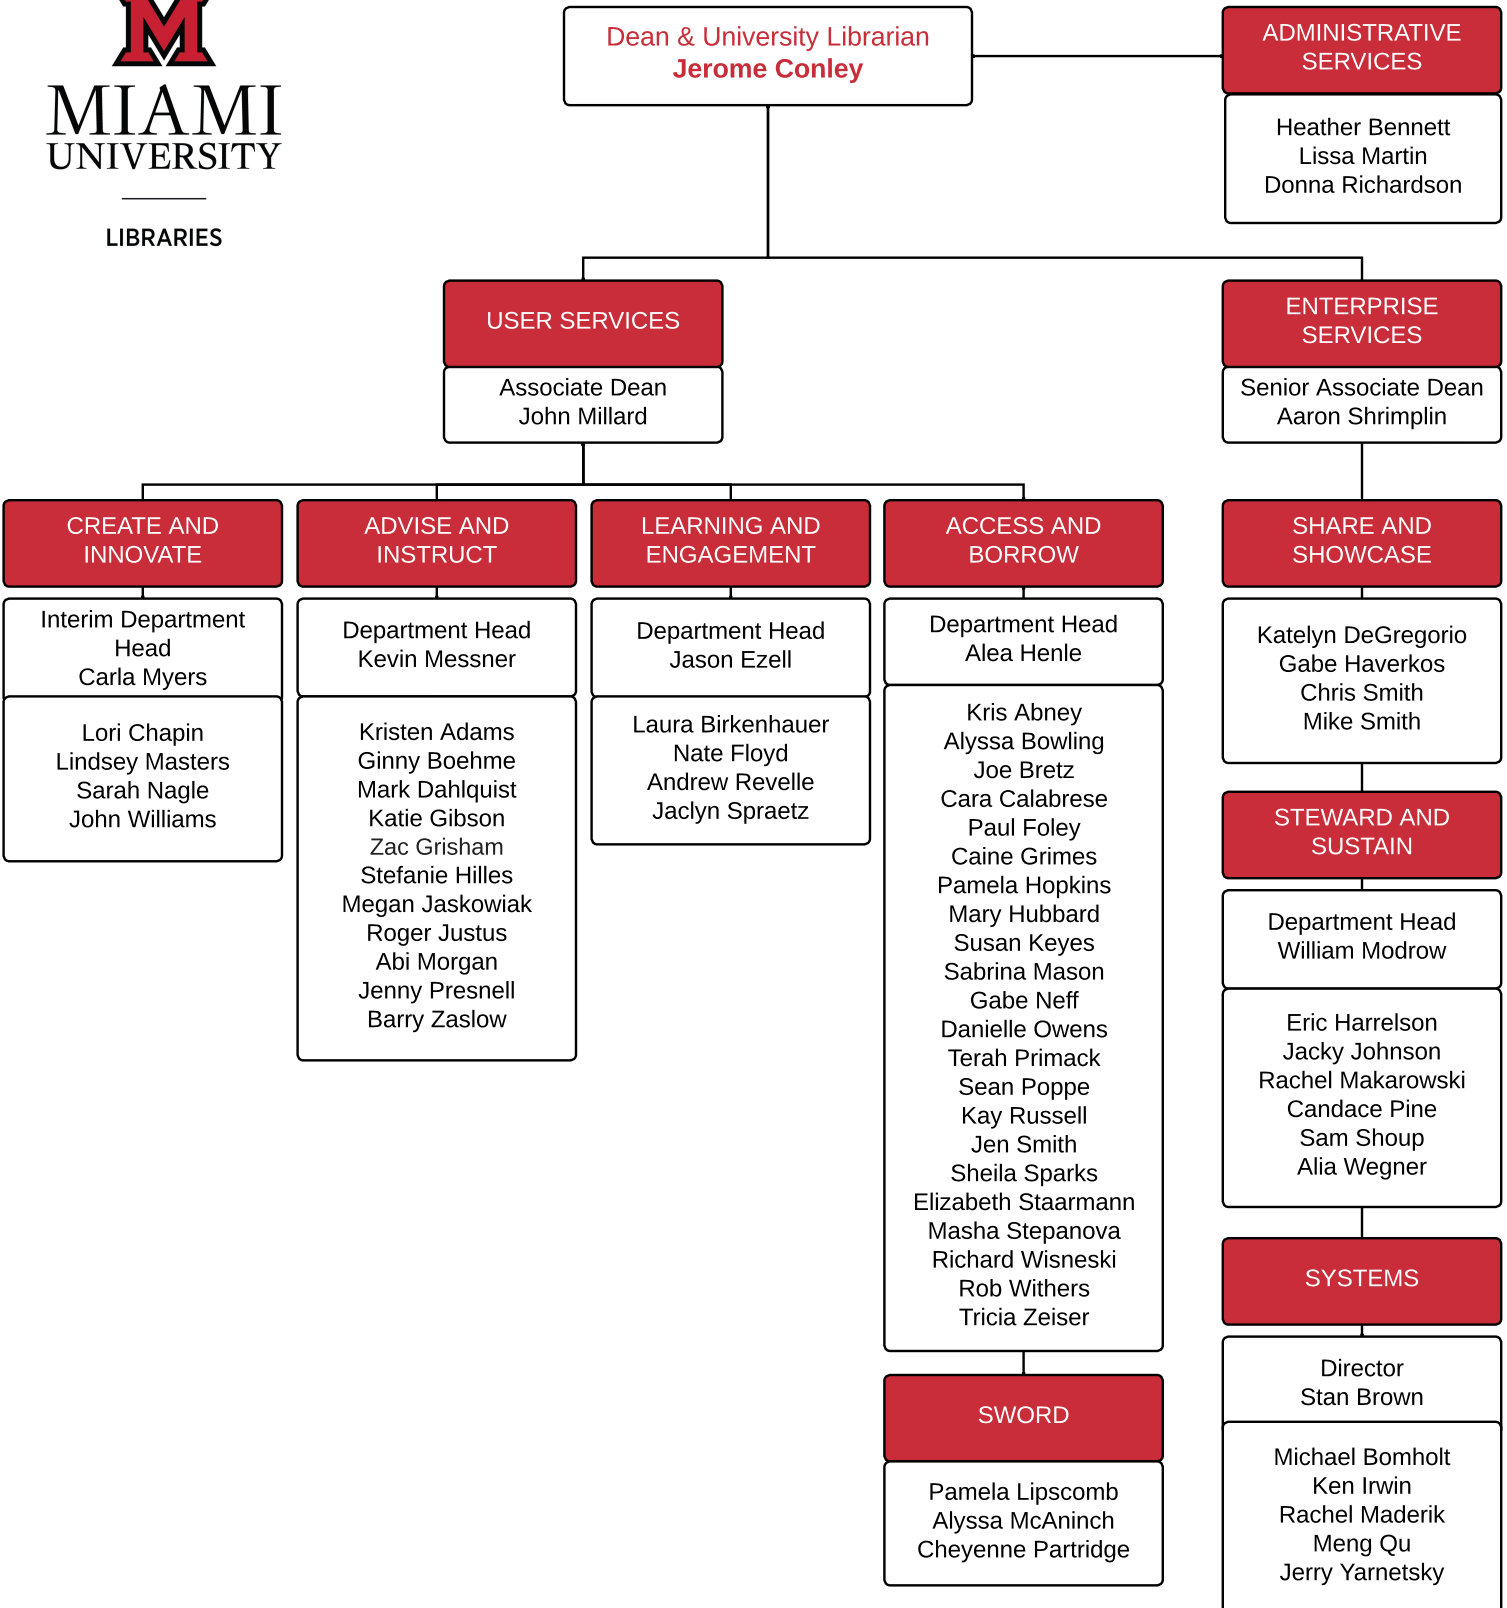 M
MIAMI
UNIVERSITY
LIBRARIES
Dean & University Librarian
Jerome Conley
ADMINISTRATIVE
SERVICES
Heather Bennett
Lissa Martin
Donna Richardson
USER SERVICES
Associate Dean
John Millard
ENTERPRISE
SERVICES
Senior Associate Dean
Aaron Shrimplin
CREATE AND
INNOVATE
Interim Department
Head
Carla Myers
Lori Chapin
Lindsey Masters
Sarah Nagle
John Williams
ADVISE AND
INSTRUCT
Department Head
Kevin Messner
Kristen Adams
Ginny Boehme
Mark Dahlquist
Katie Gibson
Zac Grisham
Stefanie Hilles
Megan Jaskowiak
Roger Justus
Abi Morgan
Jenny Presnell
Barry Zaslow
LEARNING AND
ENGAGEMENT
Department Head
Jason Ezell
Laura Birkenhauer
Nate Floyd
Andrew Revelle
Jaclyn Spraetz
ACCESS AND
BORROW
Department Head
Alea Henle
Kris Abney
Alyssa Bowling
Joe Bretz
Cara Calabrese
Paul Foley
Caine Grimes
Pamela Hopkins
Mary Hubbard
Susan Keyes
Sabrina Mason
Gabe Neff
Danielle Owens
Terah Primack
Sean Poppe
Kay Russell
Jen Smith
Sheila Sparks
Elizabeth Staarmann
Masha Stepanova
Richard Wisneski
Rob Withers
Tricia Zeiser
SWORD
Pamela Lipscomb
Alyssa McAninch
Cheyenne Partridge
SHARE AND
SHOWCASE
Katelyn DeGregorio
Gabe Haverkos
Chris Smith
Mike Smith
STEWARD AND
SUSTAIN
Department Head
William Modrow
Eric Harrelson
Jacky Johnson
Rachel Makarowski
Candace Pine
Sam Shoup
Alia Wegner
SYSTEMS
Director
Stan Brown
Michael Bomholt
Ken Irwin
Rachel Maderik
Meng Qu
Jerry Yarnetsky